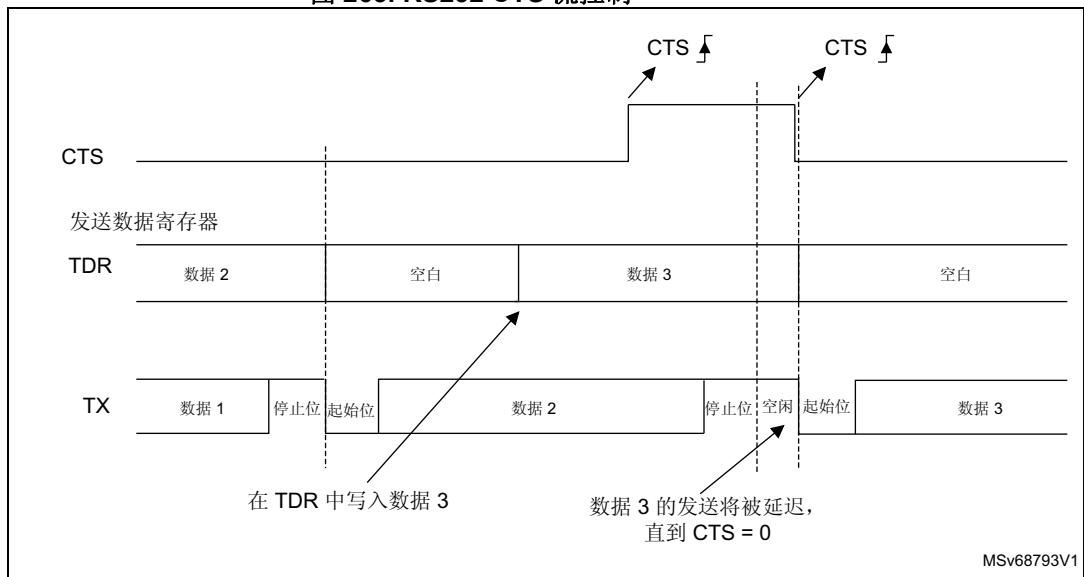 CTS
CTS
CTS
发送数据寄存器
TDR
数据 2
空白
数据 3
空白
TX
数据 1
停止位
起始位
数据 2
停止位
空闲
起始位
数据 3
在 TDR 中写入数据 3
数据 3 的发送将被延迟，
直到 CTS = 0
MSv68793V1